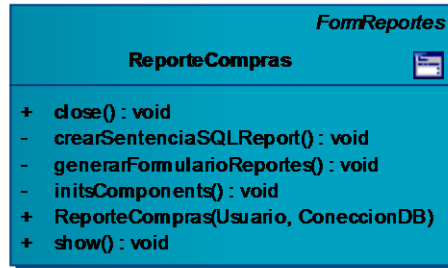 FormReportes
ReporteCompras
+ close() : void
- crearSentenciaSQLReport() : void
- generarFormularioReportes() : void
- initsComponents() : void
+ ReporteCompras(Usuario, ConeccionDB)
+ show() : void